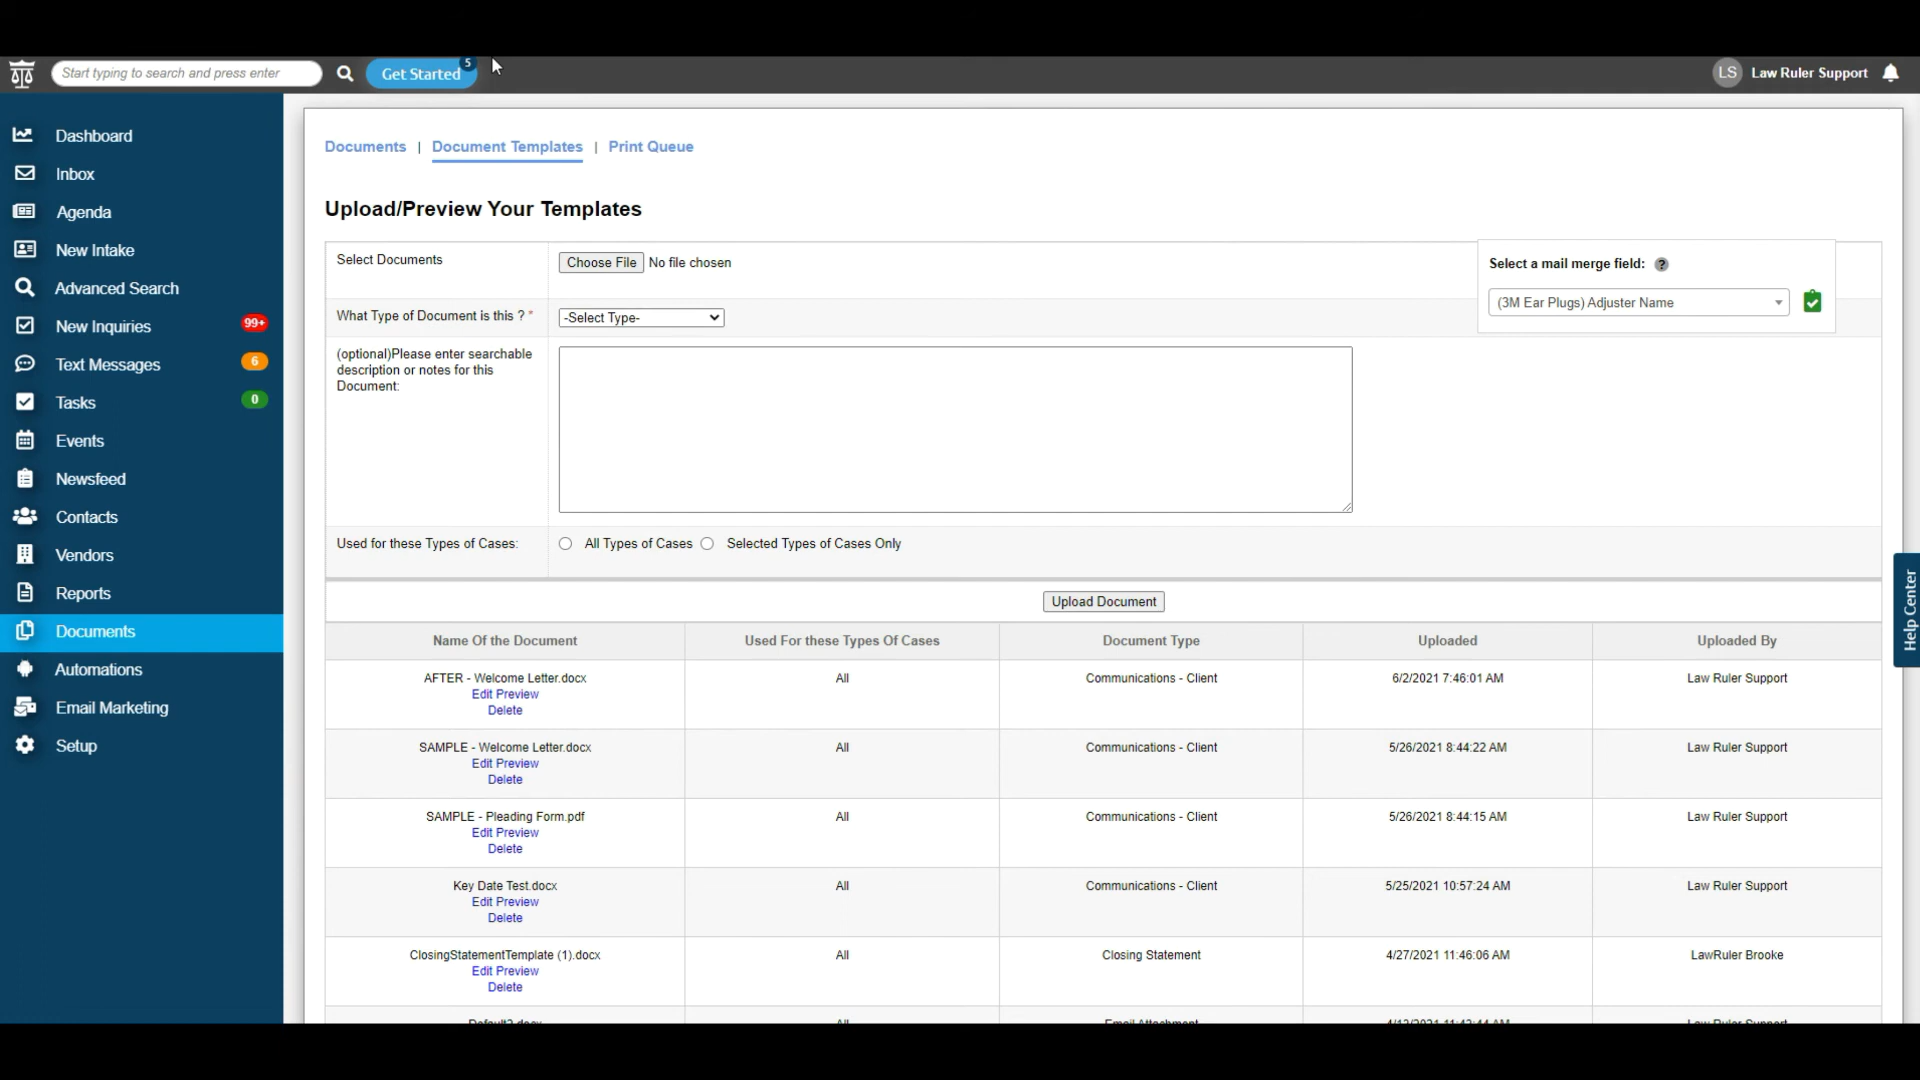 Start typing to search and press enter
Get Started 5
LS Law Ruler Support
Dashboard
Inbox
Agenda
New Intake
Advanced Search
New Inquiries 99+
Text Messages 6
Tasks 0
Events
Newsfeed
Contacts
Vendors
Reports
Documents
Automations
Email Marketing
Setup
Documents | Document Templates | Print Queue
Upload/Preview Your Templates
Select Documents Choose File No file chosen
Select a mail merge field: ?
(3M Ear Plugs) Adjuster Name
What Type of Document is this ? * -Select Type-
(optional)Please enter searchable
description or notes for this
Document:
Used for these Types of Cases: All Types of Cases Selected Types of Cases Only
Upload Document
Name Of the Document Used For these Types Of Cases Document Type Uploaded Uploaded By
AFTER - Welcome Letter.docx All Communications - Client 6/2/2021 7:46:01 AM Law Ruler Support
Edit Preview
Delete
SAMPLE - Welcome Letter.docx All Communications - Client 5/26/2021 8:44:22 AM Law Ruler Support
Edit Preview
Delete
SAMPLE - Pleading Form.pdf All Communications - Client 5/26/2021 8:44:15 AM Law Ruler Support
Edit Preview
Delete
Key Date Test.docx All Communications - Client 5/25/2021 10:57:24 AM Law Ruler Support
Edit Preview
Delete
ClosingStatementTemplate (1).docx All Closing Statement 4/27/2021 11:46:06 AM LawRuler Brooke
Edit Preview
Delete
All Email Attachment Law Ruler Support
Help Center